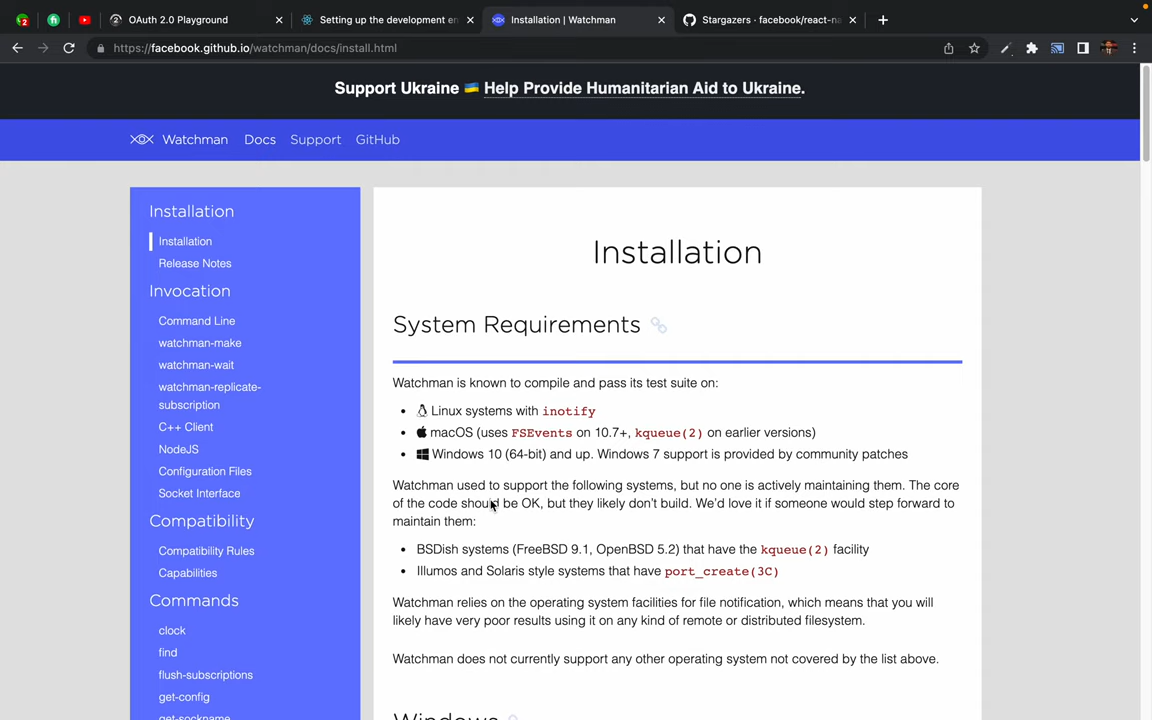 2
OAuth 2.0 Playground
Setting up the development en
Installation | Watchman
Stargazers · facebook/react-na
https://facebook.github.io/watchman/docs/install.html
Support Ukraine 🇺🇦 Help Provide Humanitarian Aid to Ukraine.
Watchman Docs Support GitHub
Installation
Installation
Release Notes
Invocation
Command Line
watchman-make
watchman-wait
watchman-replicate-
subscription
C++ Client
NodeJS
Configuration Files
Socket Interface
Compatibility
Compatibility Rules
Capabilities
Commands
clock
find
flush-subscriptions
get-config
get-sockname
Installation
System Requirements
Watchman is known to compile and pass its test suite on:
• Linux systems with inotify
• macOS (uses FSEvents on 10.7+, kqueue(2) on earlier versions)
• Windows 10 (64-bit) and up. Windows 7 support is provided by community patches
Watchman used to support the following systems, but no one is actively maintaining them. The core
of the code should be OK, but they likely don't build. We'd love it if someone would step forward to
maintain them:
• BSDish systems (FreeBSD 9.1, OpenBSD 5.2) that have the kqueue(2) facility
• Illumos and Solaris style systems that have port_create(3C)
Watchman relies on the operating system facilities for file notification, which means that you will
likely have very poor results using it on any kind of remote or distributed filesystem.
Watchman does not currently support any other operating system not covered by the list above.
Windows